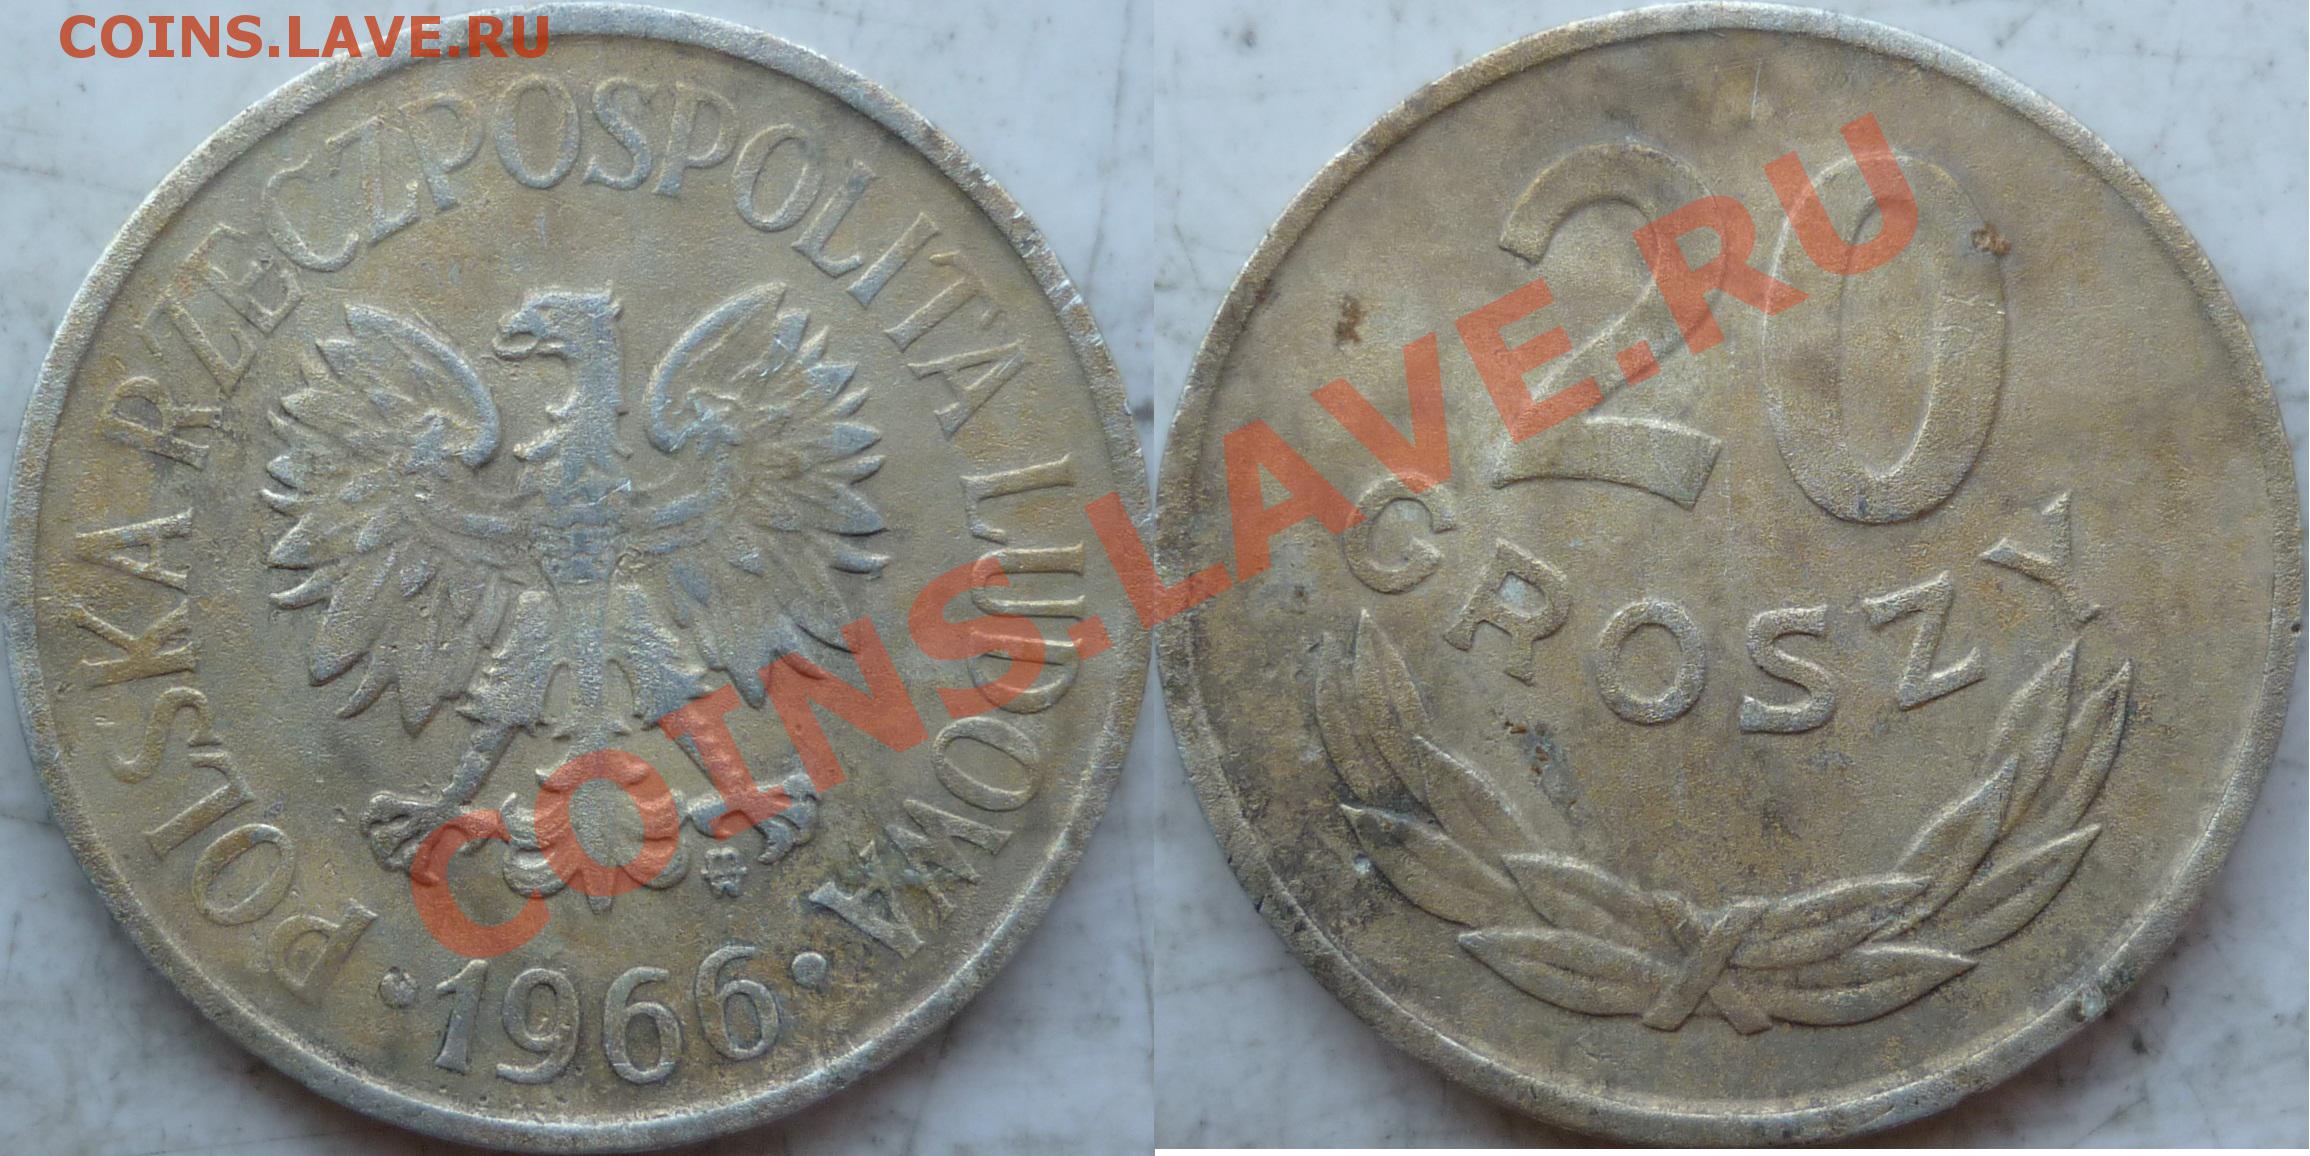 COINS.LAVE.RU
POLSKA RZECZPOSPOLITA LUDOWA
•1966•
20
GROSZY
COINS.LAVE.RU